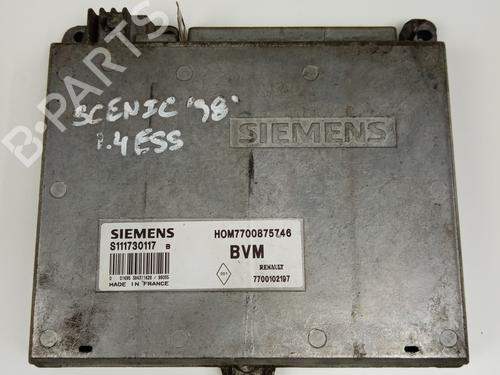 SCENIC '98'
1.4 ESS
SIEMENS
SIEMENS
S111730117 B
MADE IN FRANCE
HOM7700875746
BVM
RENAULT
7700102197
B-PARTS